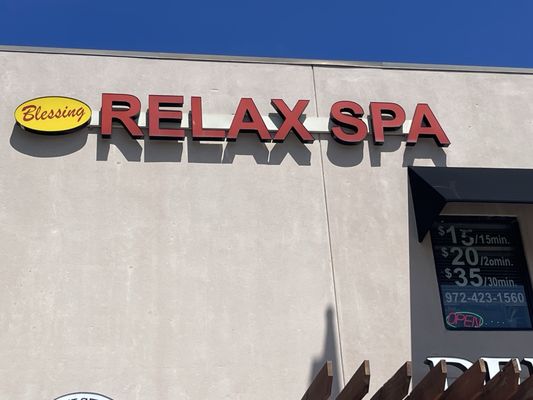 Blessing RELAX SPA
$15/15min.
$20/20min.
$35/30min.
972-423-1560
OPEN